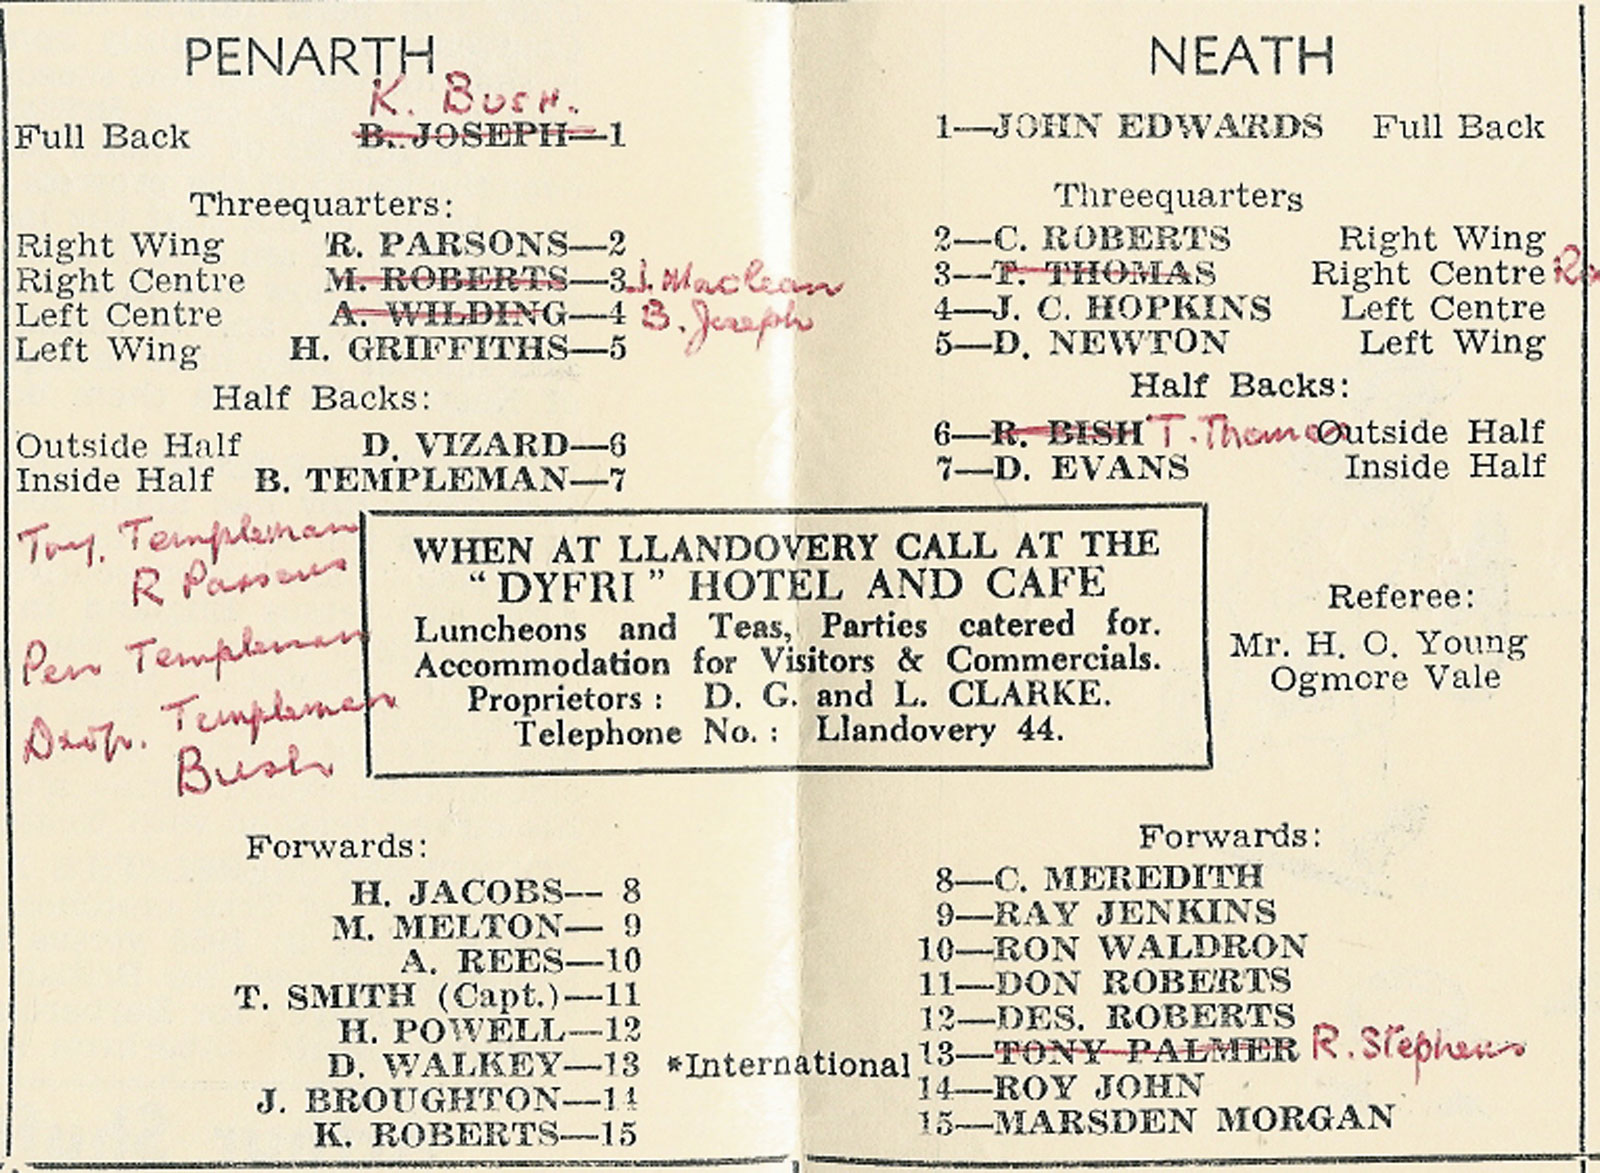 PENARTH
K. Bush.
Full Back B. JOSEPH—1
Threequarters:
Right Wing R. PARSONS—2
Right Centre M. ROBERTS—3 J. Maclean
Left Centre A. WILDING—4 B. Joseph
Left Wing H. GRIFFITHS—5
Half Backs:
Outside Half D. VIZARD—6
Inside Half B. TEMPLEMAN—7
Try. Templeman
R Parsons
Pen Templeman
Drop. Templeman
Bush
NEATH
1—JOHN EDWARDS Full Back
Threequarters
2—C. ROBERTS Right Wing
3—T. THOMAS Right Centre
4—J. C. HOPKINS Left Centre
5—D. NEWTON Left Wing
Half Backs:
6—R. BISH T. Thomas Outside Half
7—D. EVANS Inside Half
WHEN AT LLANDOVERY CALL AT THE
“DYFRI” HOTEL AND CAFE
Luncheons and Teas, Parties catered for.
Accommodation for Visitors & Commercials.
Proprietors : D. G. and L. CLARKE.
Telephone No. : Llandovery 44.
Referee:
Mr. H. O. Young
Ogmore Vale
Forwards:
H. JACOBS— 8
M. MELTON— 9
A. REES—10
T. SMITH (Capt.)—11
H. POWELL—12
D. WALKEY—13
J. BROUGHTON—14
K. ROBERTS—15
*International
Forwards:
8—C. MEREDITH
9—RAY JENKINS
10—RON WALDRON
11—DON ROBERTS
12—DES. ROBERTS
13—TONY PALMER R. Stephens
14—ROY JOHN
15—MARSDEN MORGAN